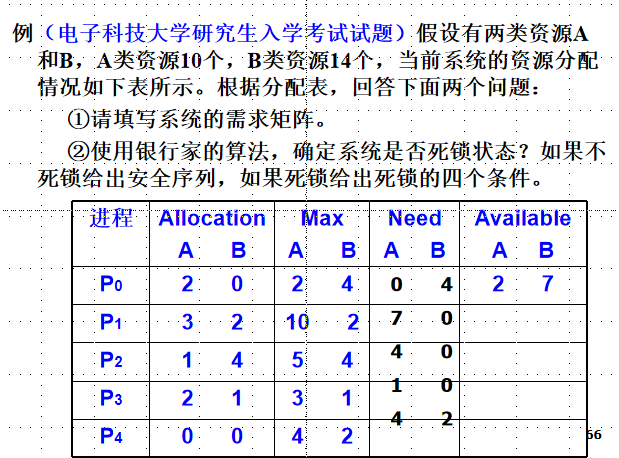 例（电子科技大学研究生入学考试试题）假设有两类资源A
和B，A类资源10个，B类资源14个，当前系统的资源分配
情况如下表所示。根据分配表，回答下面两个问题：
①请填写系统的需求矩阵。
②使用银行家的算法，确定系统是否死锁状态？如果不
死锁给出安全序列，如果死锁给出死锁的四个条件。
进程 Allocation Max Need Available
A B A B A B A B
P0 2 0 2 4 0 4 2 7
P1 3 2 10 2 7 0
P2 1 4 5 4 4 0
P3 2 1 3 1 1 0
P4 0 0 4 2 4 2
66